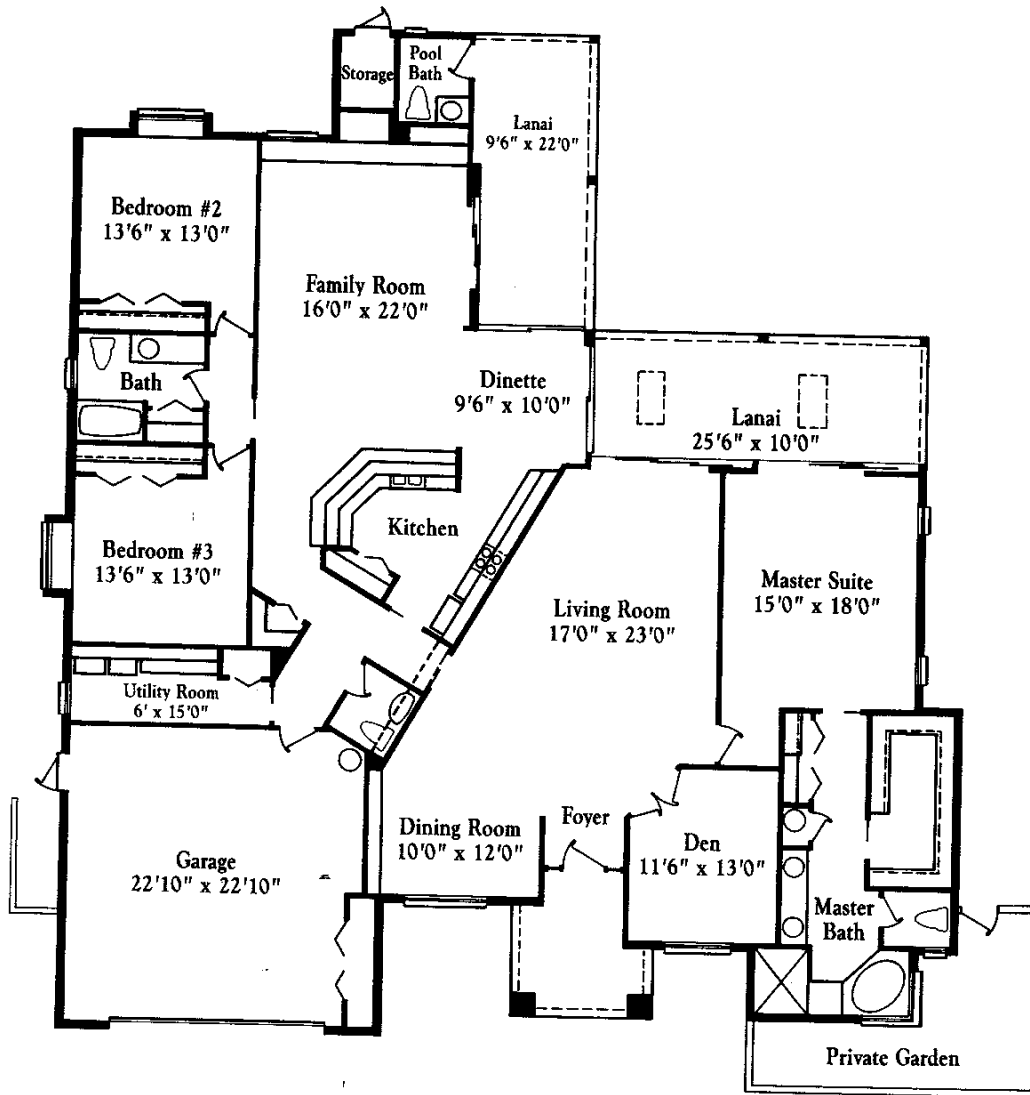 Pool
Bath
Storage
Lanai
9'6" x 22'0"
Bedroom #2
13'6" x 13'0"
Family Room
16'0" x 22'0"
Bath
Dinette
9'6" x 10'0"
Lanai
25'6" x 10'0"
Kitchen
Bedroom #3
13'6" x 13'0"
Master Suite
15'0" x 18'0"
Living Room
17'0" x 23'0"
Utility Room
6' x 15'0"
Foyer
Dining Room
10'0" x 12'0"
Den
11'6" x 13'0"
Garage
22'10" x 22'10"
Master
Bath
Private Garden